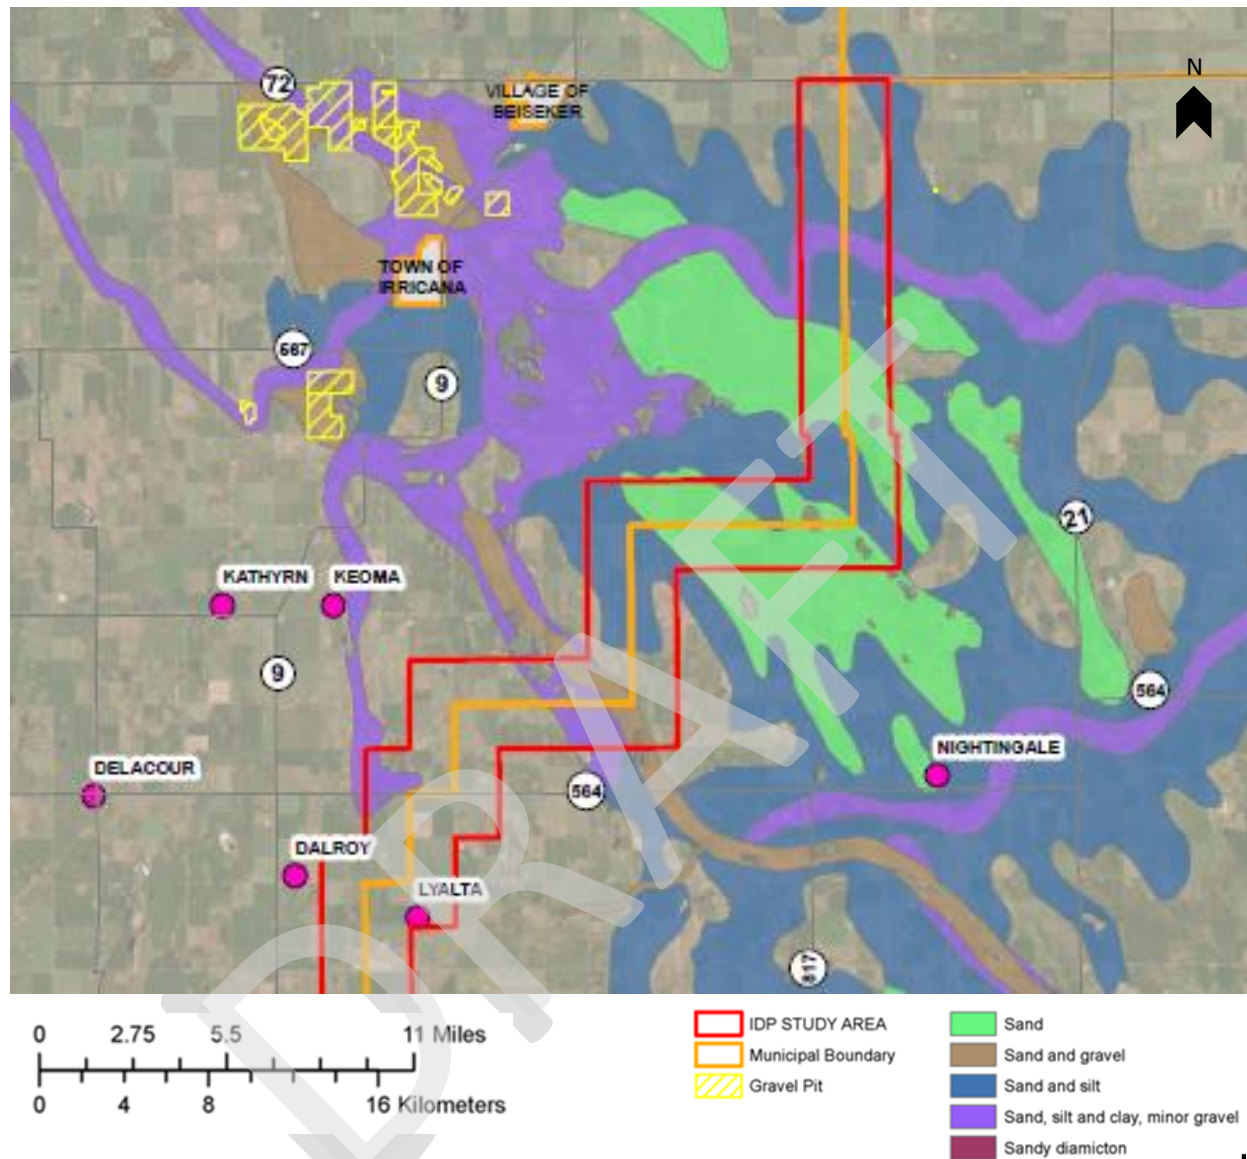 N
72
VILLAGE OF
BEISEKER
TOWN OF
IRRICANA
567
9
21
KATHYRN
KEOMA
9
564
DELACOUR
NIGHTINGALE
564
DALROY
LYALTA
817
DRAFT
0 2.75 5.5 11 Miles
0 4 8 16 Kilometers
IDP STUDY AREA
Municipal Boundary
Gravel Pit
Sand
Sand and gravel
Sand and silt
Sand, silt and clay, minor gravel
Sandy diamicton